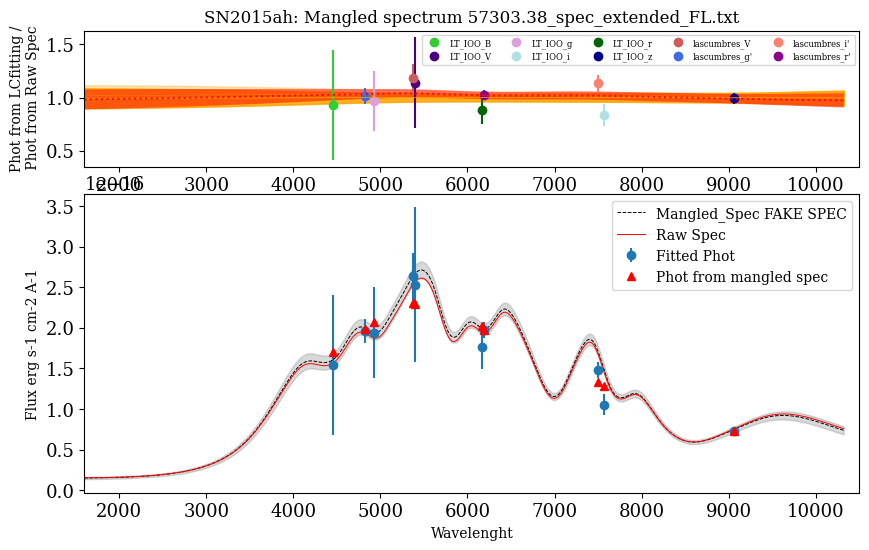 SN2015ah: Mangled spectrum 57303.38_spec_extended_FL.txt
Phot from LCfitting /
Phot from Raw Spec
1.5
1.0
0.5
LT_IOO_B LT_IOO_g LT_IOO_r lascumbres_V lascumbres_i'
LT_IOO_V LT_IOO_i LT_IOO_z lascumbres_g' lascumbres_r'
2000 3000 4000 5000 6000 7000 8000 9000 10000
1e−16
Flux erg s-1 cm-2 A-1
3.5
3.0
2.5
2.0
1.5
1.0
0.5
0.0
Mangled_Spec FAKE SPEC
Raw Spec
Fitted Phot
Phot from mangled spec
2000 3000 4000 5000 6000 7000 8000 9000 10000
Wavelenght